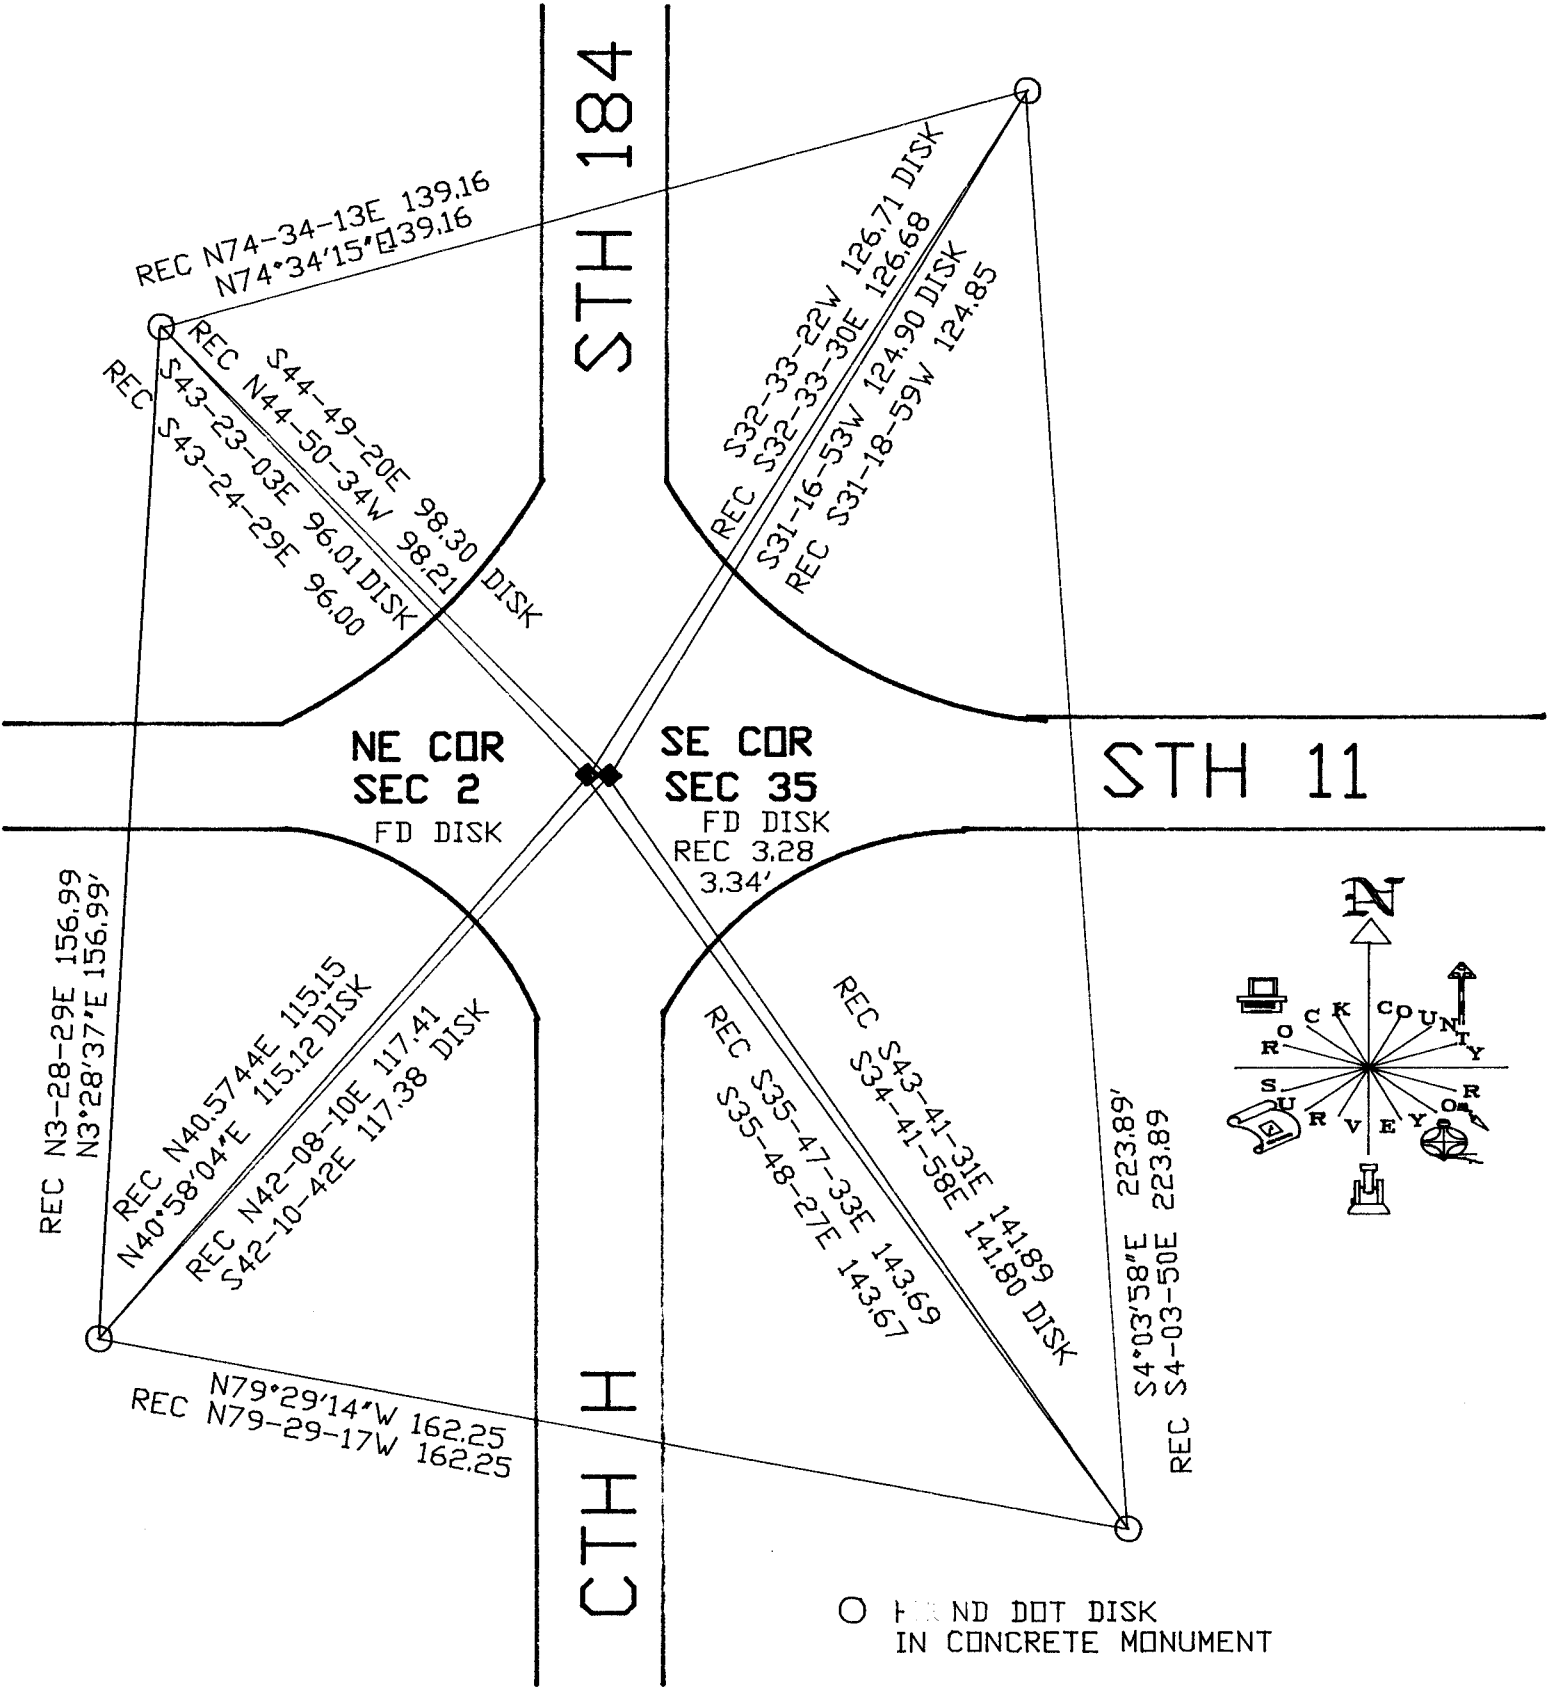 STH 184
REC N74-34-13E 139.16
N74°34'15"E139.16
S32-33-22W 126.71 DISK
REC S32-33-30E 126.68
S31-16-53W 124.90 DISK
REC S31-18-59W 124.85
S44-49-20E 98.30 DISK
REC N44-50-34W 98.21
S43-23-03E 96.01 DISK
REC S43-24-29E 96.00
NE COR
SEC 2
FD DISK
SE COR
SEC 35
FD DISK
REC 3.28
3.34'
STH 11
REC N3-28-29E 156.99
N3°28'37"E 156.99'
REC N40.5744E 115.15
N40°58'04"E 115.12 DISK
REC N42-08-10E 117.41
S42-10-42E 117.38 DISK
REC S43-41-31E 141.89
S34-41-58E 141.80 DISK
REC S35-47-33E 143.69
S35-48-27E 143.67
S4°03'58"E 223.89'
REC S4-03-50E 223.89
N
ROCK COUNTY
SURVEYOR
N79°29'14"W 162.25
REC N79-29-17W 162.25
CTH H
ND DOT DISK
IN CONCRETE MONUMENT